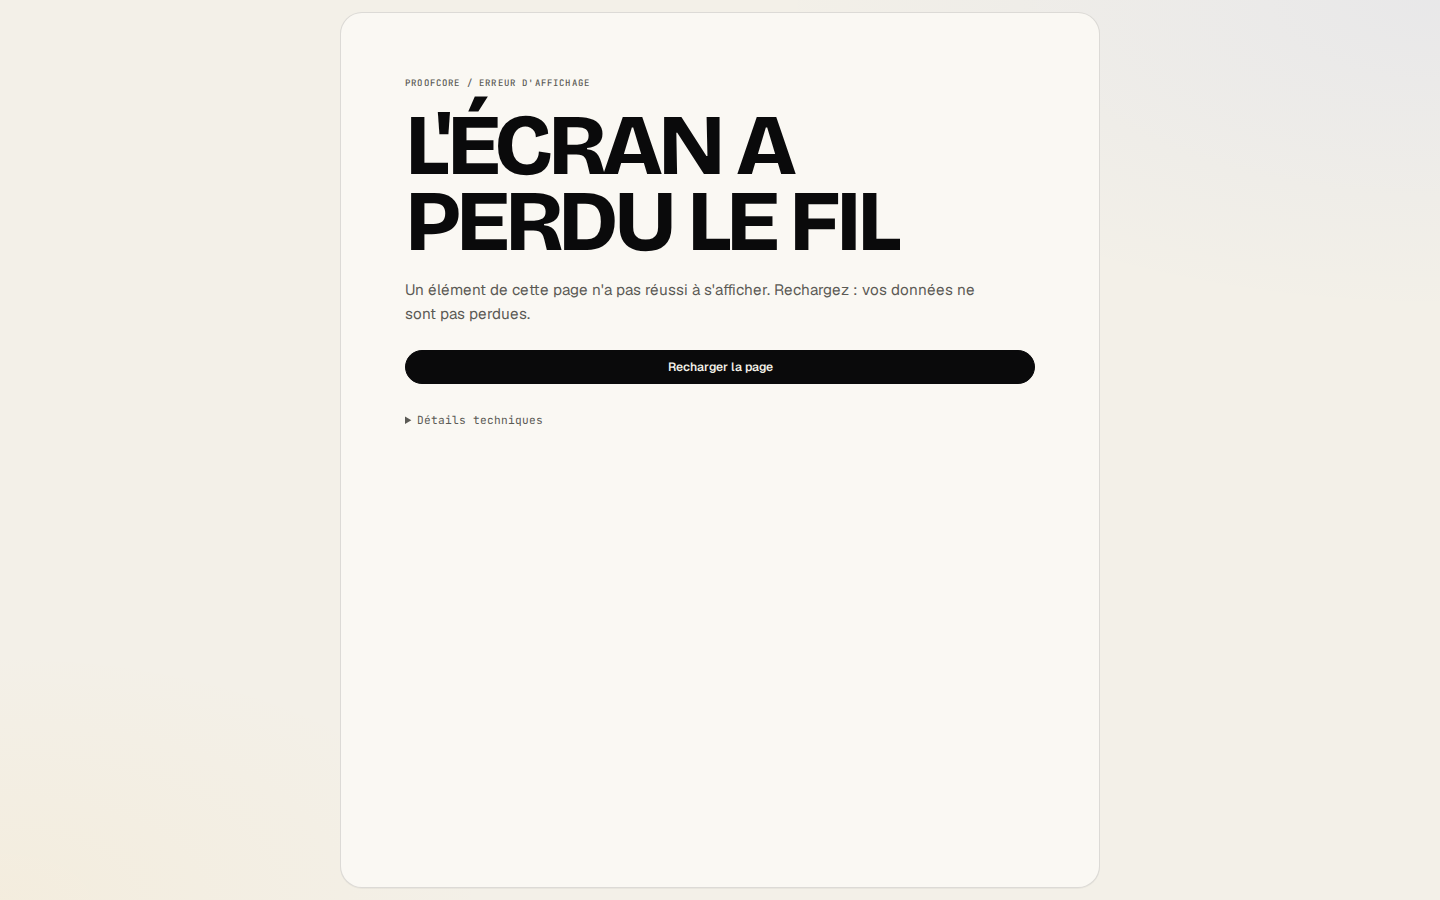 PROOFCORE / ERREUR D'AFFICHAGE
L'ÉCRAN A
PERDU LE FIL
Un élément de cette page n'a pas réussi à s'afficher. Rechargez : vos données ne
sont pas perdues.
Recharger la page
Détails techniques